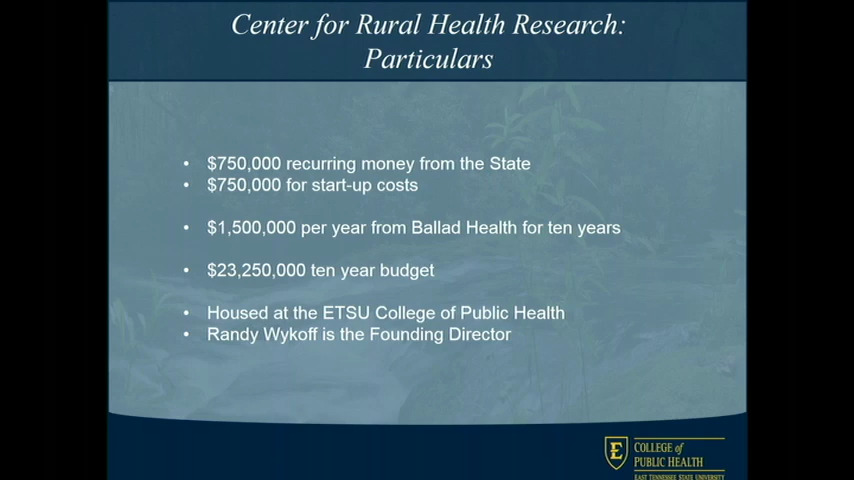 Center for Rural Health Research:
Particulars
• $750,000 recurring money from the State
• $750,000 for start-up costs
• $1,500,000 per year from Ballad Health for ten years
• $23,250,000 ten year budget
• Housed at the ETSU College of Public Health
• Randy Wykoff is the Founding Director
E
COLLEGE of
PUBLIC HEALTH
EAST TENNESSEE STATE UNIVERSITY